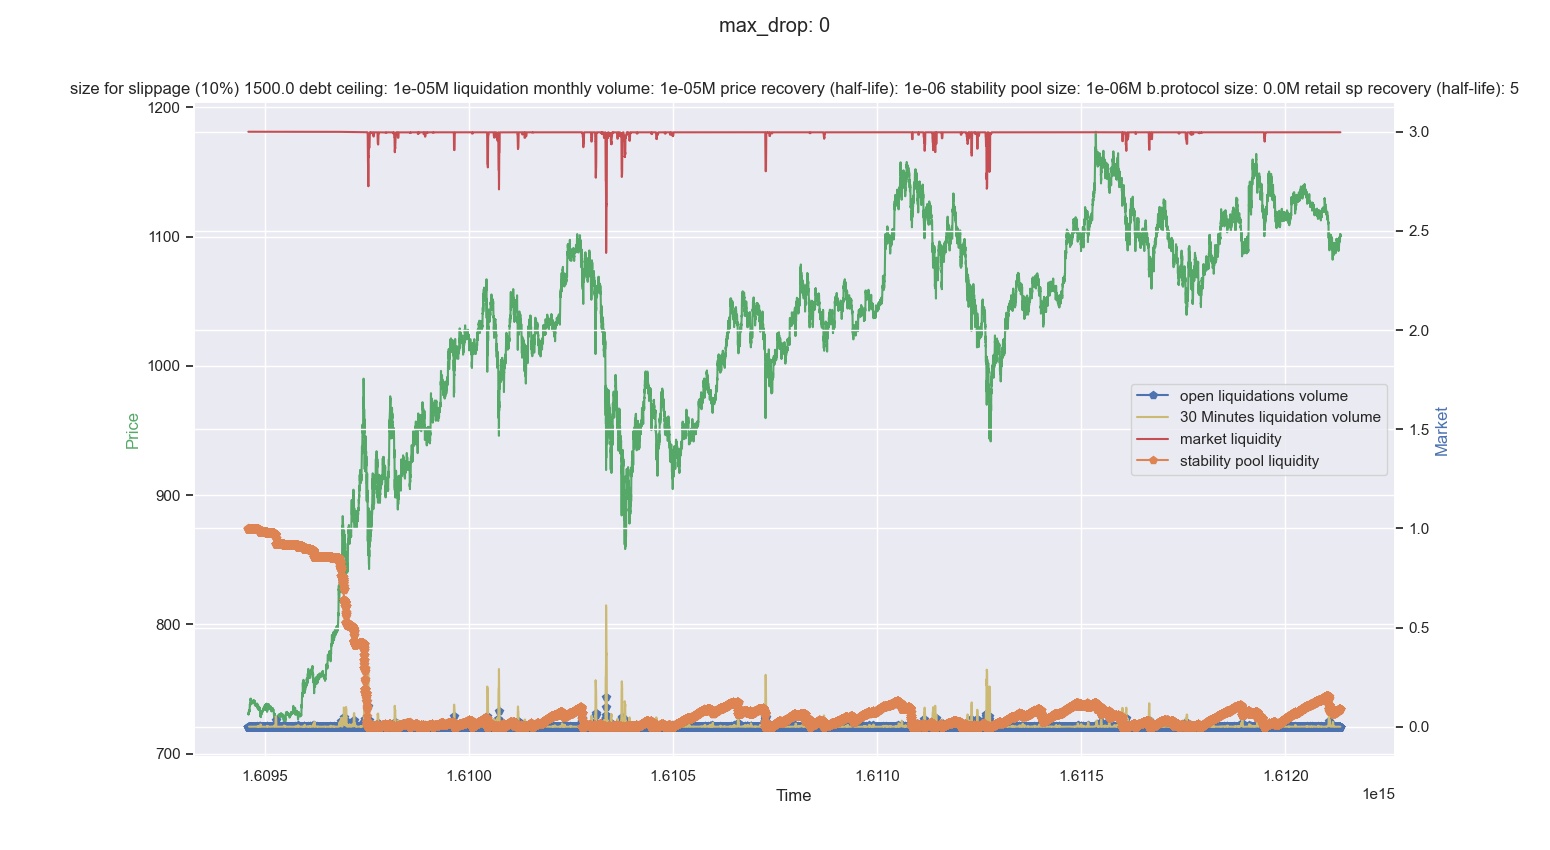 max_drop: 0
size for slippage (10%) 1500.0 debt ceiling: 1e-05M liquidation monthly volume: 1e-05M price recovery (half-life): 1e-06 stability pool size: 1e-06M b.protocol size: 0.0M retail sp recovery (half-life): 5
1200
1100
1000
900
800
700
Price
3.0
2.5
2.0
1.5
1.0
0.5
0.0
Market
open liquidations volume
30 Minutes liquidation volume
market liquidity
stability pool liquidity
1.6095 1.6100 1.6105 1.6110 1.6115 1.6120
1e15
Time